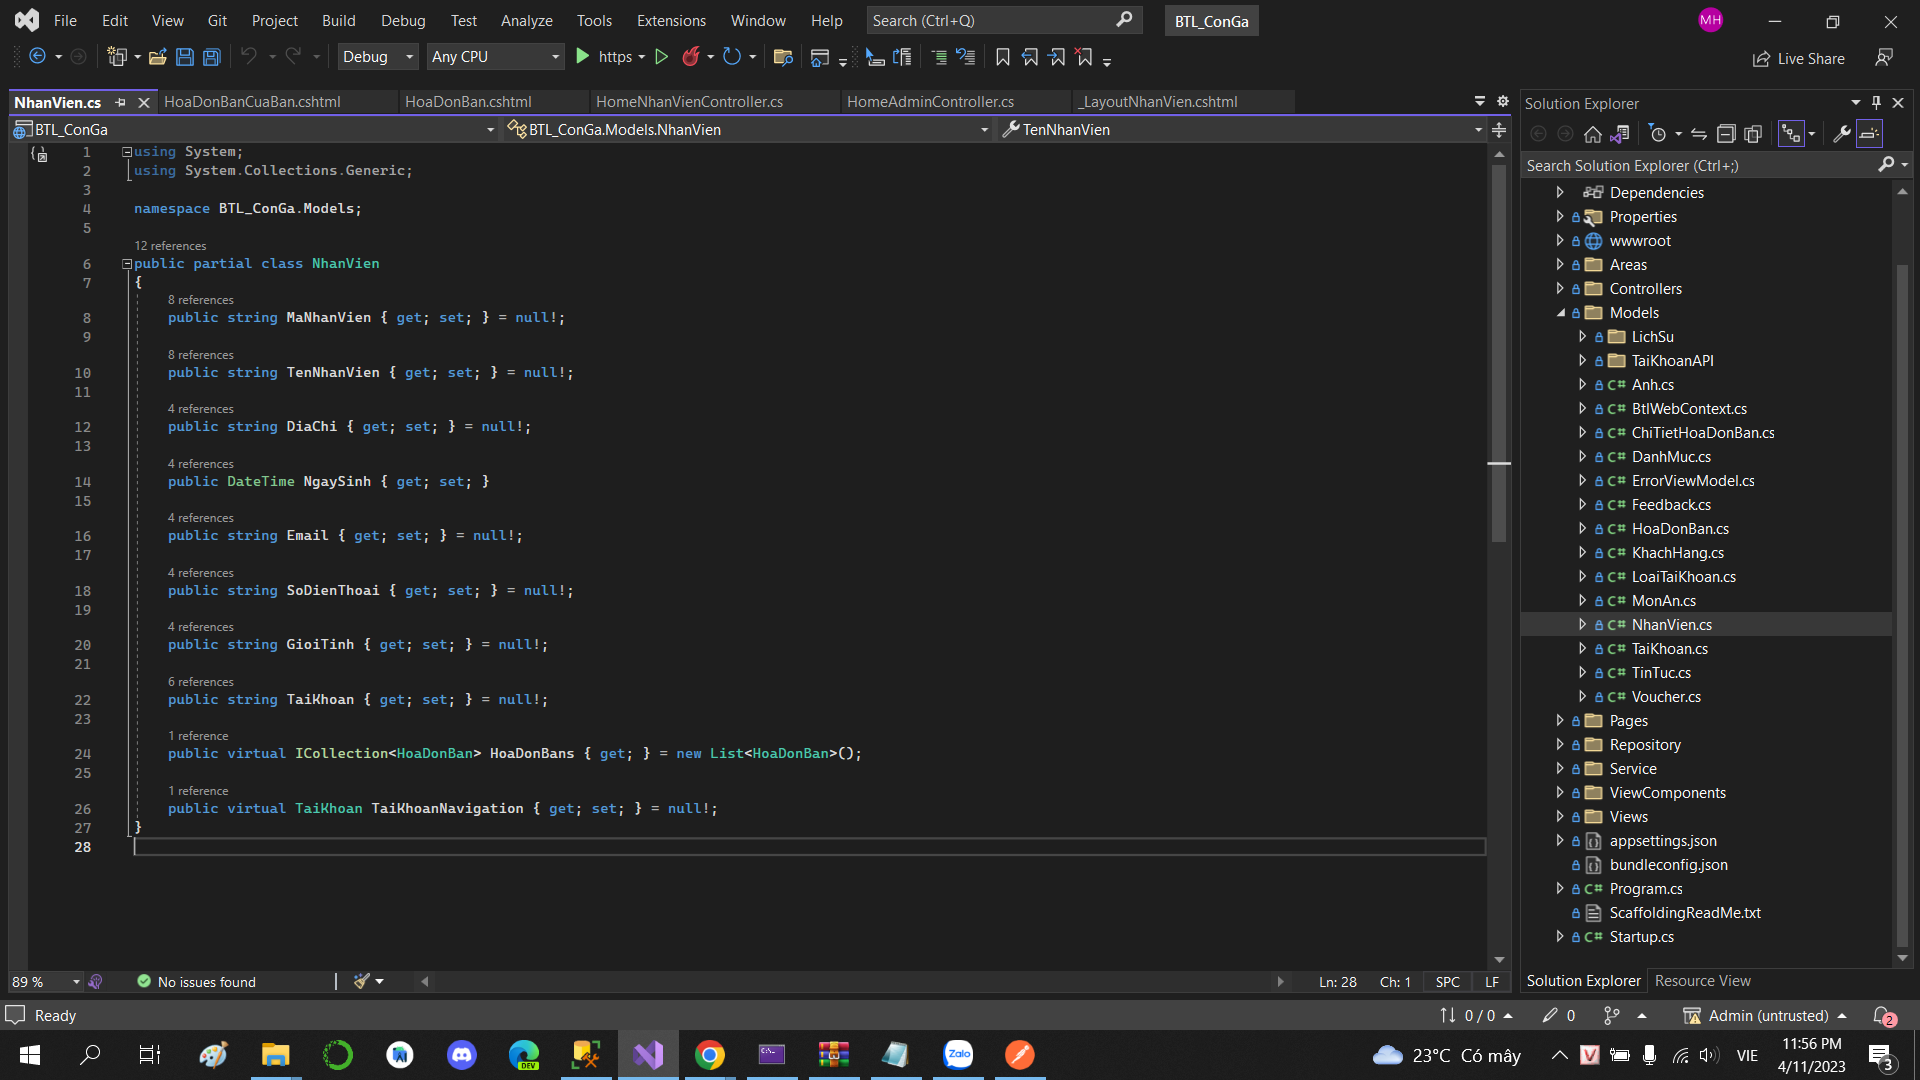 File Edit View Git Project Build Debug Test Analyze Tools Extensions Window Help Search (Ctrl+Q) BTL_ConGa MH
Debug Any CPU https Live Share
NhanVien.cs HoaDonBanCuaBan.cshtml HoaDonBan.cshtml HomeNhanVienController.cs HomeAdminController.cs _LayoutNhanVien.cshtml
BTL_ConGa BTL_ConGa.Models.NhanVien TenNhanVien
1 using System;
2 using System.Collections.Generic;
3
4 namespace BTL_ConGa.Models;
5
12 references
6 public partial class NhanVien
7 {
8 references
8 public string MaNhanVien { get; set; } = null!;
9
8 references
10 public string TenNhanVien { get; set; } = null!;
11
4 references
12 public string DiaChi { get; set; } = null!;
13
4 references
14 public DateTime NgaySinh { get; set; }
15
4 references
16 public string Email { get; set; } = null!;
17
4 references
18 public string SoDienThoai { get; set; } = null!;
19
4 references
20 public string GioiTinh { get; set; } = null!;
21
6 references
22 public string TaiKhoan { get; set; } = null!;
23
1 reference
24 public virtual ICollection<HoaDonBan> HoaDonBans { get; } = new List<HoaDonBan>();
25
1 reference
26 public virtual TaiKhoan TaiKhoanNavigation { get; set; } = null!;
27 }
28
89 % No issues found Ln: 28 Ch: 1 SPC LF
Solution Explorer
Search Solution Explorer (Ctrl+;)
Dependencies
Properties
wwwroot
Areas
Controllers
Models
LichSu
TaiKhoanAPI
C# Anh.cs
C# BtlWebContext.cs
C# ChiTietHoaDonBan.cs
C# DanhMuc.cs
C# ErrorViewModel.cs
C# Feedback.cs
C# HoaDonBan.cs
C# KhachHang.cs
C# LoaiTaiKhoan.cs
C# MonAn.cs
C# NhanVien.cs
C# TaiKhoan.cs
C# TinTuc.cs
C# Voucher.cs
Pages
Repository
Service
ViewComponents
Views
appsettings.json
bundleconfig.json
C# Program.cs
ScaffoldingReadMe.txt
C# Startup.cs
Solution Explorer Resource View
Ready 0 / 0 0 Admin (untrusted) 2
DEV Zalo 23°C Có mây VIE 11:56 PM
4/11/2023 3